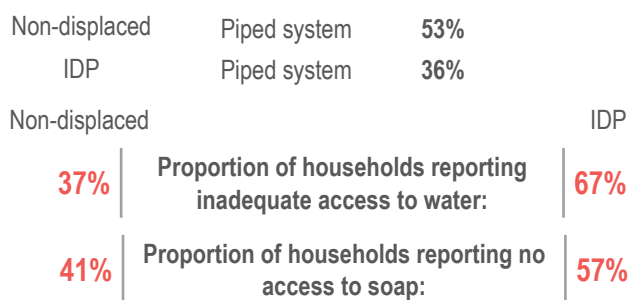 Non-displaced Piped system 53%
IDP Piped system 36%
Non-displaced IDP
37% Proportion of households reporting inadequate access to water: 67%
41% Proportion of households reporting no access to soap: 57%